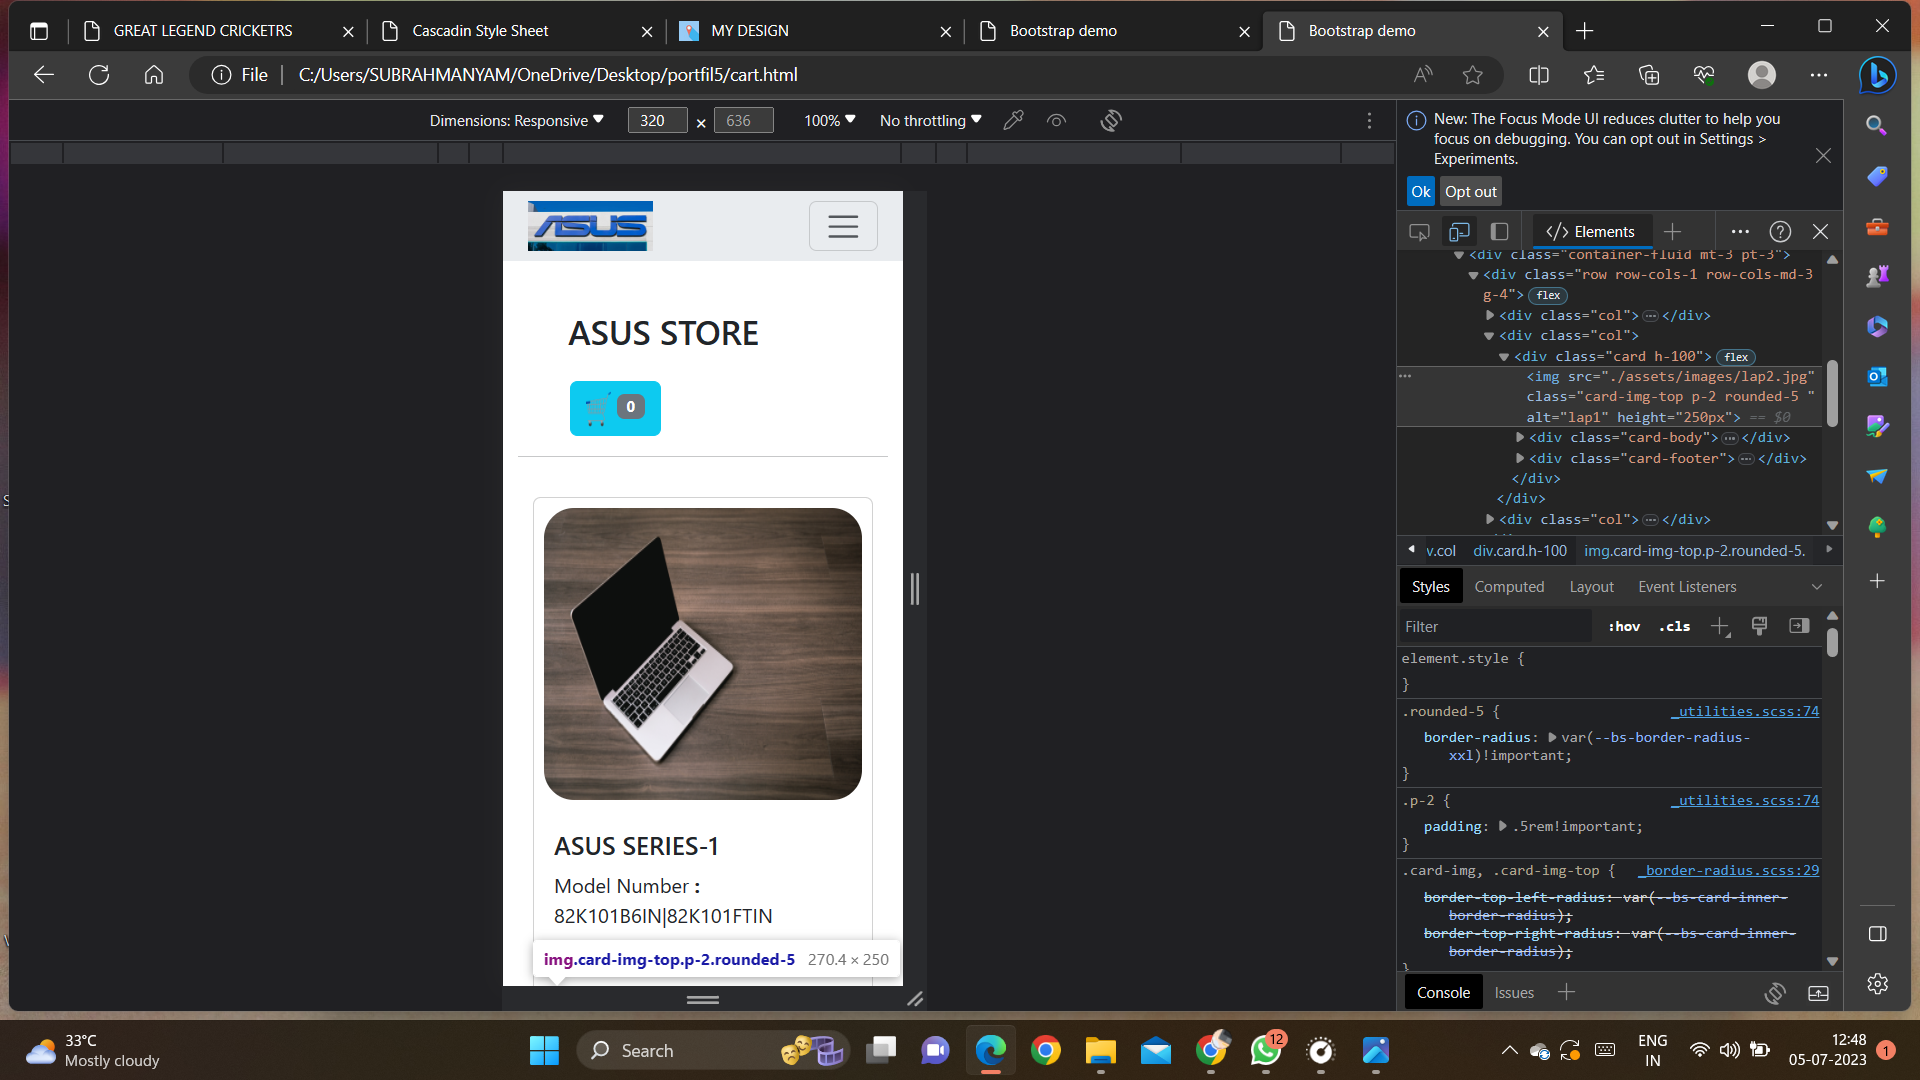 GREAT LEGEND CRICKETRS
Cascadin Style Sheet
MY DESIGN
Bootstrap demo
Bootstrap demo
File
C:/Users/SUBRAHMANYAM/OneDrive/Desktop/portfil5/cart.html
Dimensions: Responsive
320 × 636
100%
No throttling
New: The Focus Mode UI reduces clutter to help you
focus on debugging. You can opt out in Settings >
Experiments.
Ok
Opt out
Elements
ASUS
ASUS STORE
0
ASUS SERIES-1
Model Number :
82K101B6IN|82K101FTIN
img.card-img-top.p-2.rounded-5 270.4 × 250
<div class="container-fluid mt-3 pt-3">
<div class="row row-cols-1 row-cols-md-3
g-4"> flex
<div class="col"> ⋯ </div>
<div class="col">
<div class="card h-100"> flex
<img src="./assets/images/lap2.jpg"
class="card-img-top p-2 rounded-5 "
alt="lap1" height="250px"> == $0
<div class="card-body"> ⋯ </div>
<div class="card-footer"> ⋯ </div>
</div>
</div>
<div class="col"> ⋯ </div>
v.col div.card.h-100 img.card-img-top.p-2.rounded-5.
Styles Computed Layout Event Listeners
Filter :hov .cls
element.style {
}
.rounded-5 { _utilities.scss:74
border-radius: var(--bs-border-radius-
xxl)!important;
}
.p-2 { _utilities.scss:74
padding: .5rem!important;
}
.card-img, .card-img-top { _border-radius.scss:29
border-top-left-radius: var(--bs-card-inner-
border-radius);
border-top-right-radius: var(--bs-card-inner-
border-radius);
}
Console Issues
33°C
Mostly cloudy
Search
12
ENG
IN
12:48
05-07-2023
1